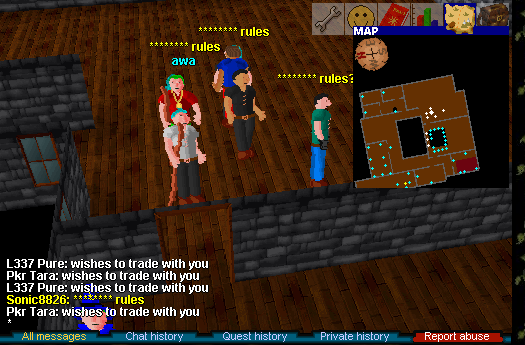 ******** rules
MAP
******** rules
awa
******** rules?
L337 Pure: wishes to trade with you
Pkr Tara: wishes to trade with you
L337 Pure: wishes to trade with you
Sonic8826: ******** rules
Pkr Tara: wishes to trade with you
*
All messages
Chat history
Quest history
Private history
Report abuse